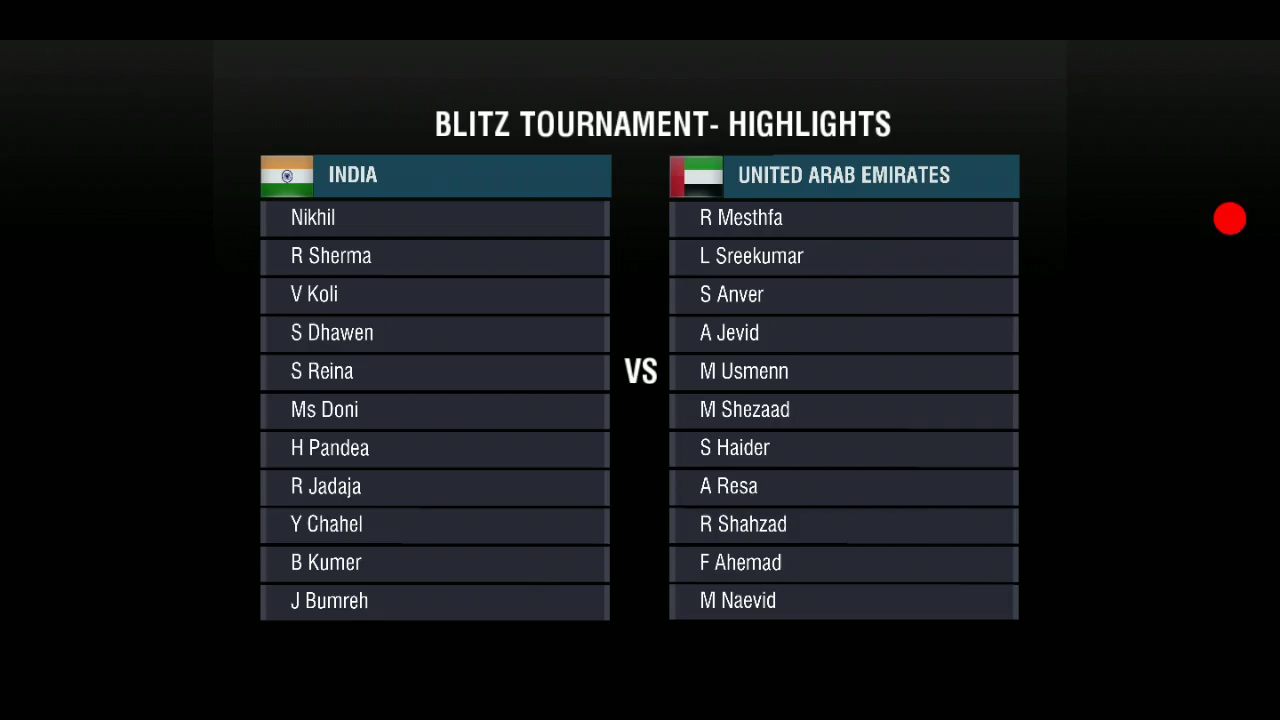 BLITZ TOURNAMENT- HIGHLIGHTS
INDIA
Nikhil
R Sherma
V Koli
S Dhawen
S Reina
Ms Doni
H Pandea
R Jadaja
Y Chahel
B Kumer
J Bumreh
VS
UNITED ARAB EMIRATES
R Mesthfa
L Sreekumar
S Anver
A Jevid
M Usmenn
M Shezaad
S Haider
A Resa
R Shahzad
F Ahemad
M Naevid